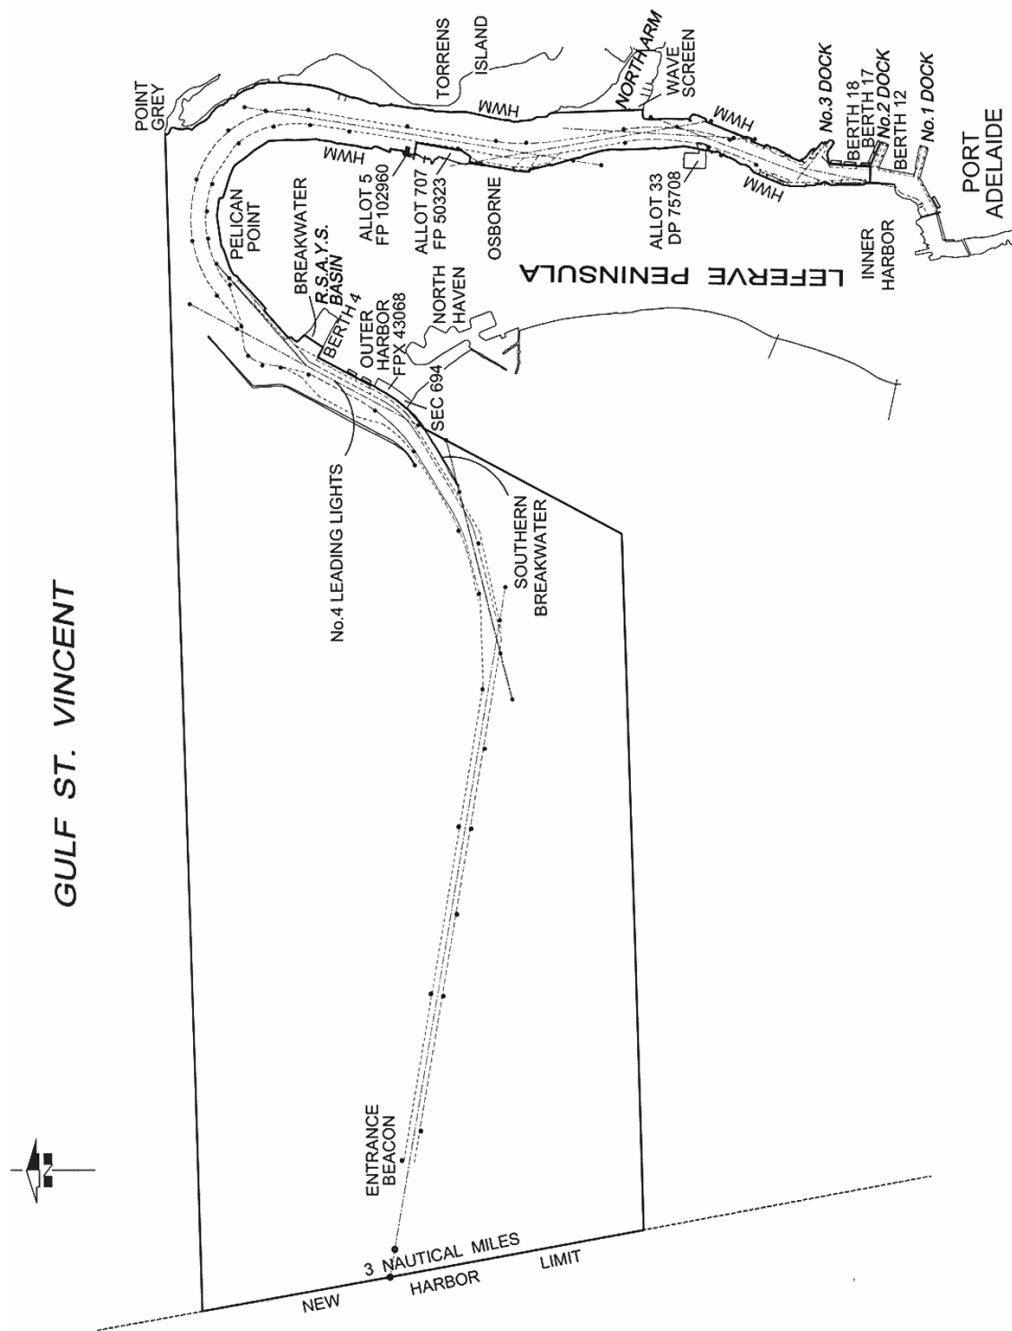 GULF ST. VINCENT
POINT
GREY
TORRENS
ISLAND
NORTH ARM
WAVE
SCREEN
No.3 DOCK
BERTH 18
BERTH 17
No.2 DOCK
BERTH 12
No.1 DOCK
PORT
ADELAIDE
HWM
HWM
HWM
HWM
PELICAN
POINT
BREAKWATER
R.S.A.Y.S.
BASIN
BERTH 4
ALLOT 5
FP 102960
ALLOT 707
FP 50323
OSBORNE
ALLOT 33
DP 75708
INNER
HARBOR
LEFERVE PENINSULA
OUTER
HARBOR
FPX 43068
NORTH
HAVEN
SEC 694
No.4 LEADING LIGHTS
SOUTHERN
BREAKWATER
ENTRANCE
BEACON
3 NAUTICAL MILES
NEW HARBOR LIMIT
N